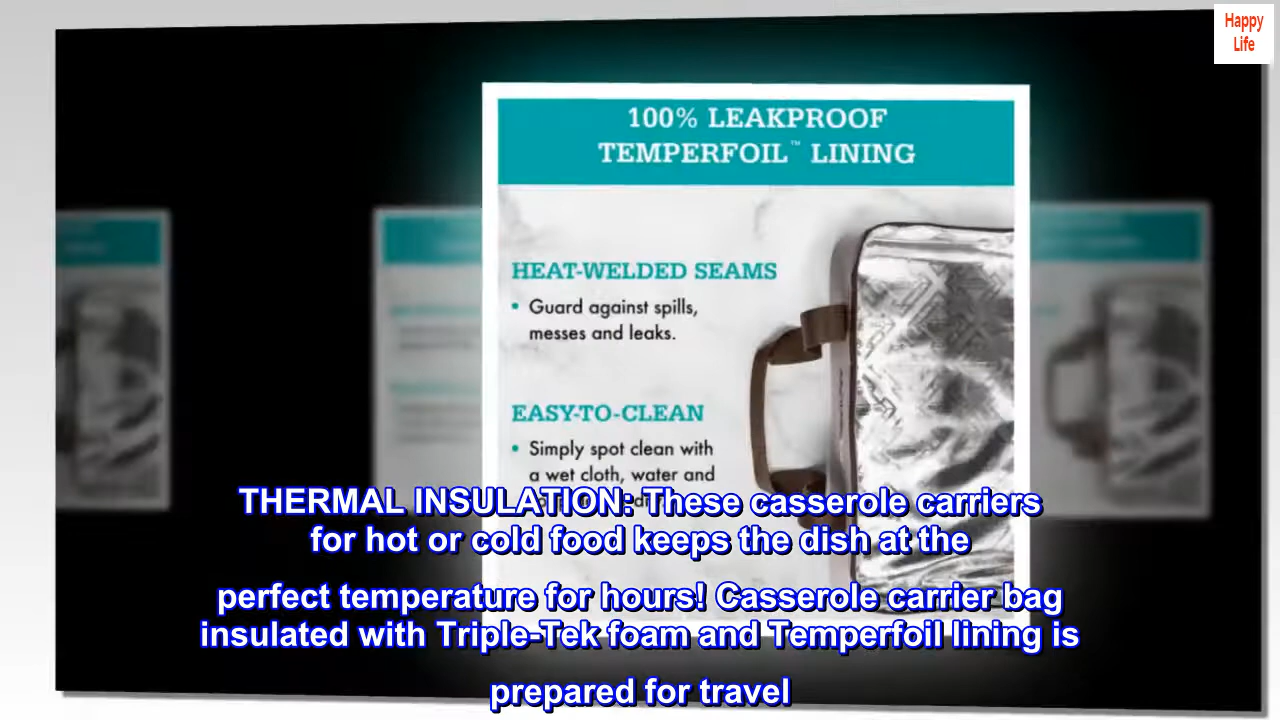 Happy
Life
100% LEAKPROOF
TEMPERFOIL™ LINING
HEAT-WELDED SEAMS
• Guard against spills,
messes and leaks.
EASY-TO-CLEAN
• Simply spot clean with
a wet cloth, water and
THERMAL INSULATION: These casserole carriers
for hot or cold food keeps the dish at the
perfect temperature for hours! Casserole carrier bag
insulated with Triple-Tek foam and Temperfoil lining is
prepared for travel